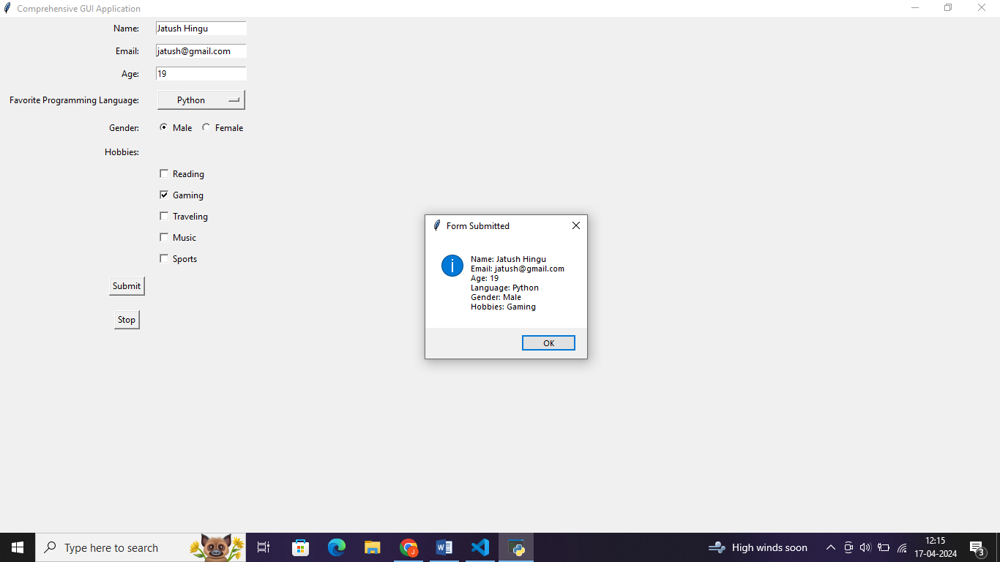 Comprehensive GUI Application
Name: Jatush Hingu
Email: jatush@gmail.com
Age: 19
Favorite Programming Language: Python
Gender: Male Female
Hobbies:
Reading
Gaming
Traveling
Music
Sports
Submit
Stop
Form Submitted
Name: Jatush Hingu
Email: jatush@gmail.com
Age: 19
Language: Python
Gender: Male
Hobbies: Gaming
OK
Type here to search
High winds soon
12:15
17-04-2024
3